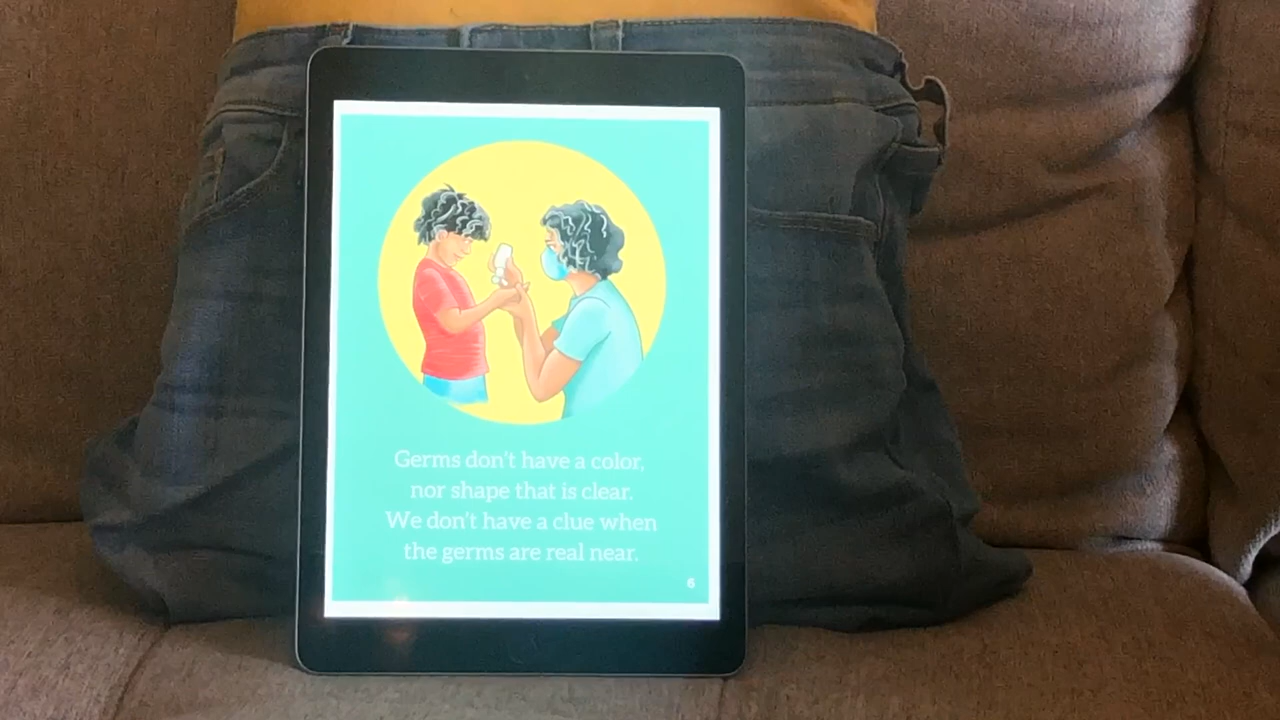 Germs don't have a color,
nor shape that is clear.
We don't have a clue when
the germs are real near.
6